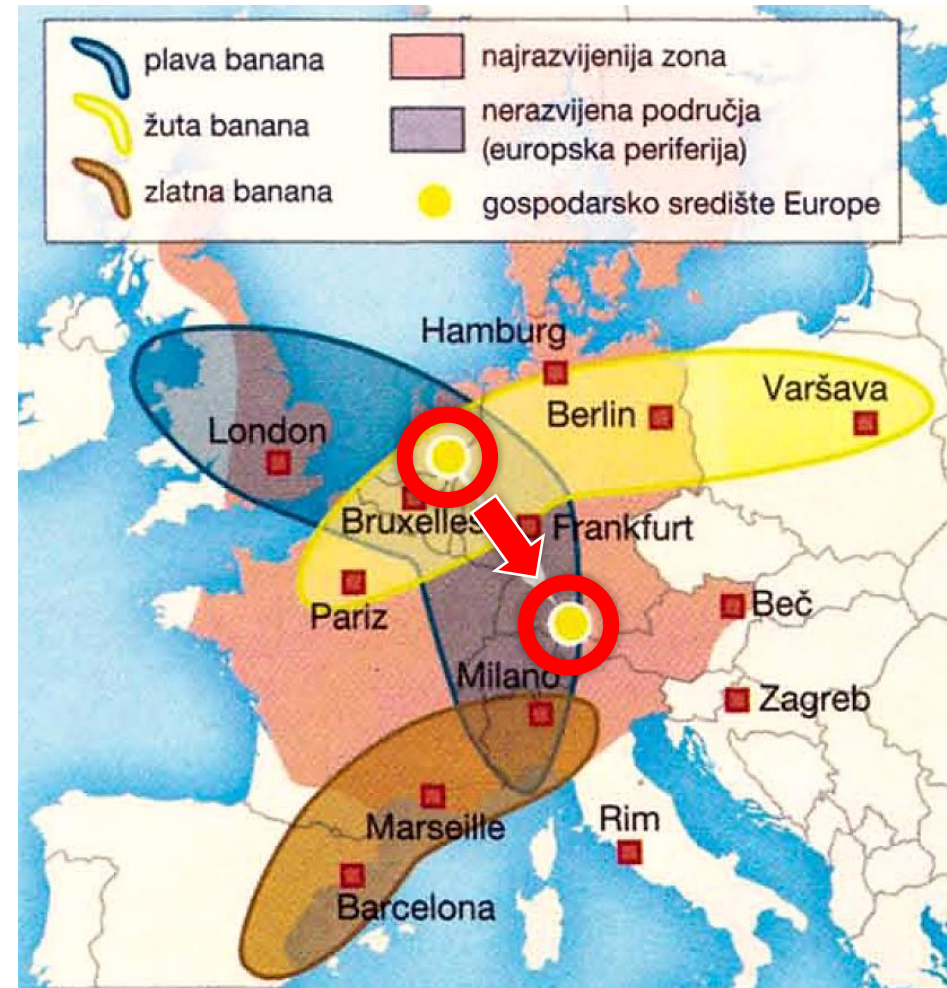 plava banana
žuta banana
zlatna banana
najrazvijenija zona
nerazvijena područja
(europska periferija)
gospodarsko središte Europe
Hamburg
Berlin
Varšava
London
Bruxelles
Frankfurt
Pariz
Beč
Milano
Zagreb
Marseille
Rim
Barcelona